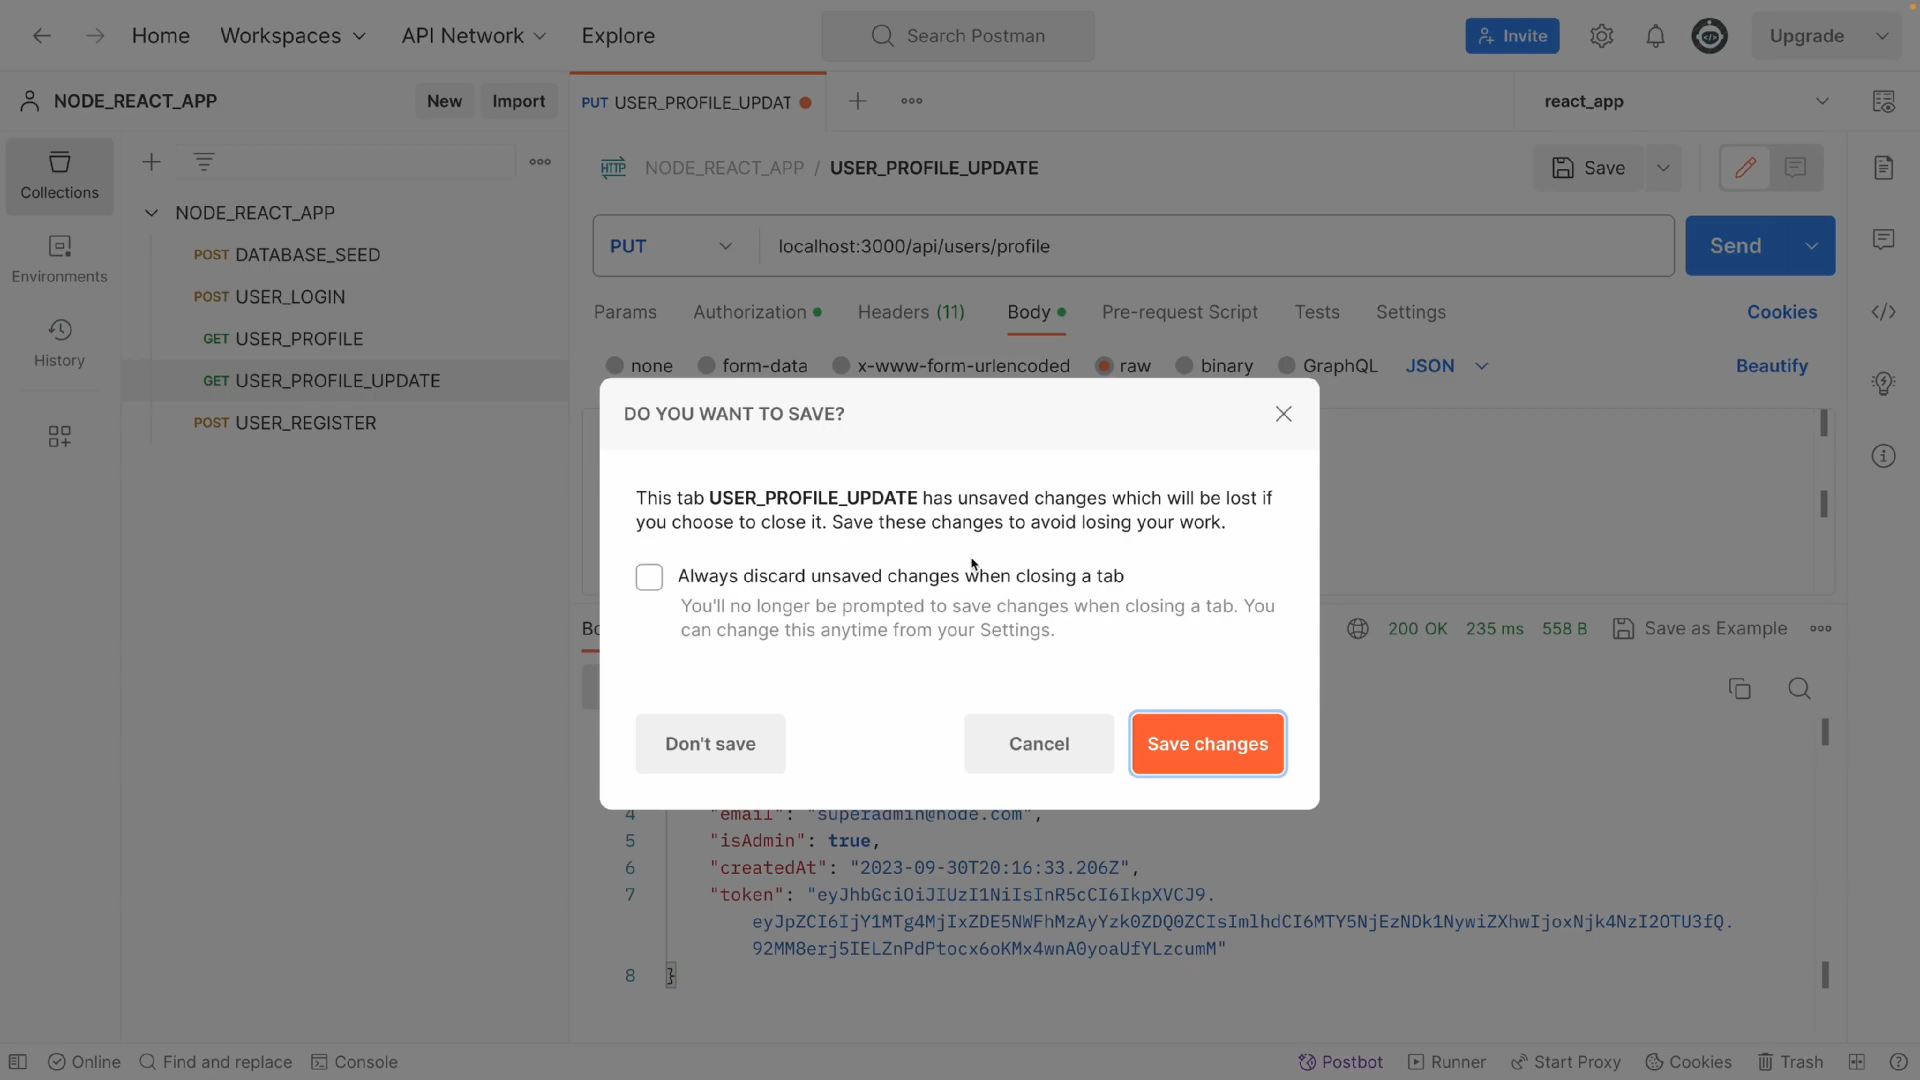 Home Workspaces API Network Explore Search Postman Invite Upgrade
NODE_REACT_APP New Import PUT USER_PROFILE_UPDAT react_app
NODE_REACT_APP / USER_PROFILE_UPDATE Save
Collections
NODE_REACT_APP
POST DATABASE_SEED PUT localhost:3000/api/users/profile Send
Environments
POST USER_LOGIN
Params Authorization Headers (11) Body Pre-request Script Tests Settings Cookies
GET USER_PROFILE
History
none form-data x-www-form-urlencoded raw binary GraphQL JSON Beautify
GET USER_PROFILE_UPDATE
POST USER_REGISTER
DO YOU WANT TO SAVE?
This tab USER_PROFILE_UPDATE has unsaved changes which will be lost if
you choose to close it. Save these changes to avoid losing your work.
Always discard unsaved changes when closing a tab
You'll no longer be prompted to save changes when closing a tab. You
can change this anytime from your Settings.
200 OK 235 ms 558 B Save as Example
Don't save Cancel Save changes
4 "email": "superadmin@node.com",
5 "isAdmin": true,
6 "createdAt": "2023-09-30T20:16:33.206Z",
7 "token": "eyJhbGciOiJIUzI1NiIsInR5cCI6IkpXVCJ9.
eyJpZCI6IjY1MTg4MjIxZDE5NWFhMzAyYzk0ZDQ0ZCIsImlhdCI6MTY5NjEzNDk1NywiZXhwIjoxNjk4NzI2OTU3fQ.
92MM8erj5IELZnPdPtocx6oKMx4wnA0yoaUfYLzcumM"
8 }
Online Find and replace Console Postbot Runner Start Proxy Cookies Trash